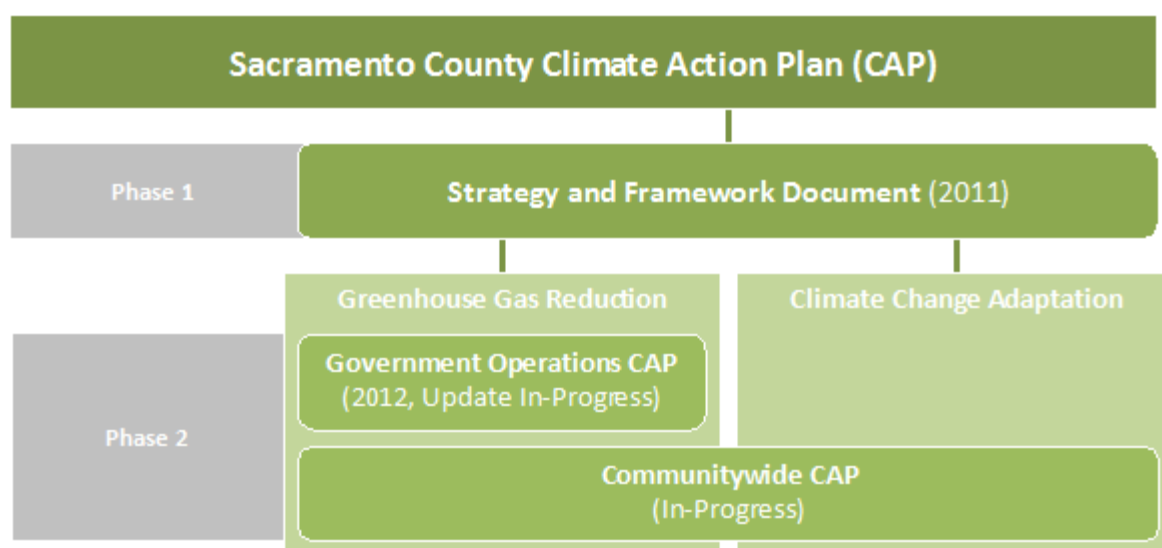 Sacramento County Climate Action Plan (CAP)
Phase 1
Strategy and Framework Document (2011)
Greenhouse Gas Reduction
Climate Change Adaptation
Phase 2
Government Operations CAP
(2012, Update In-Progress)
Communitywide CAP
(In-Progress)